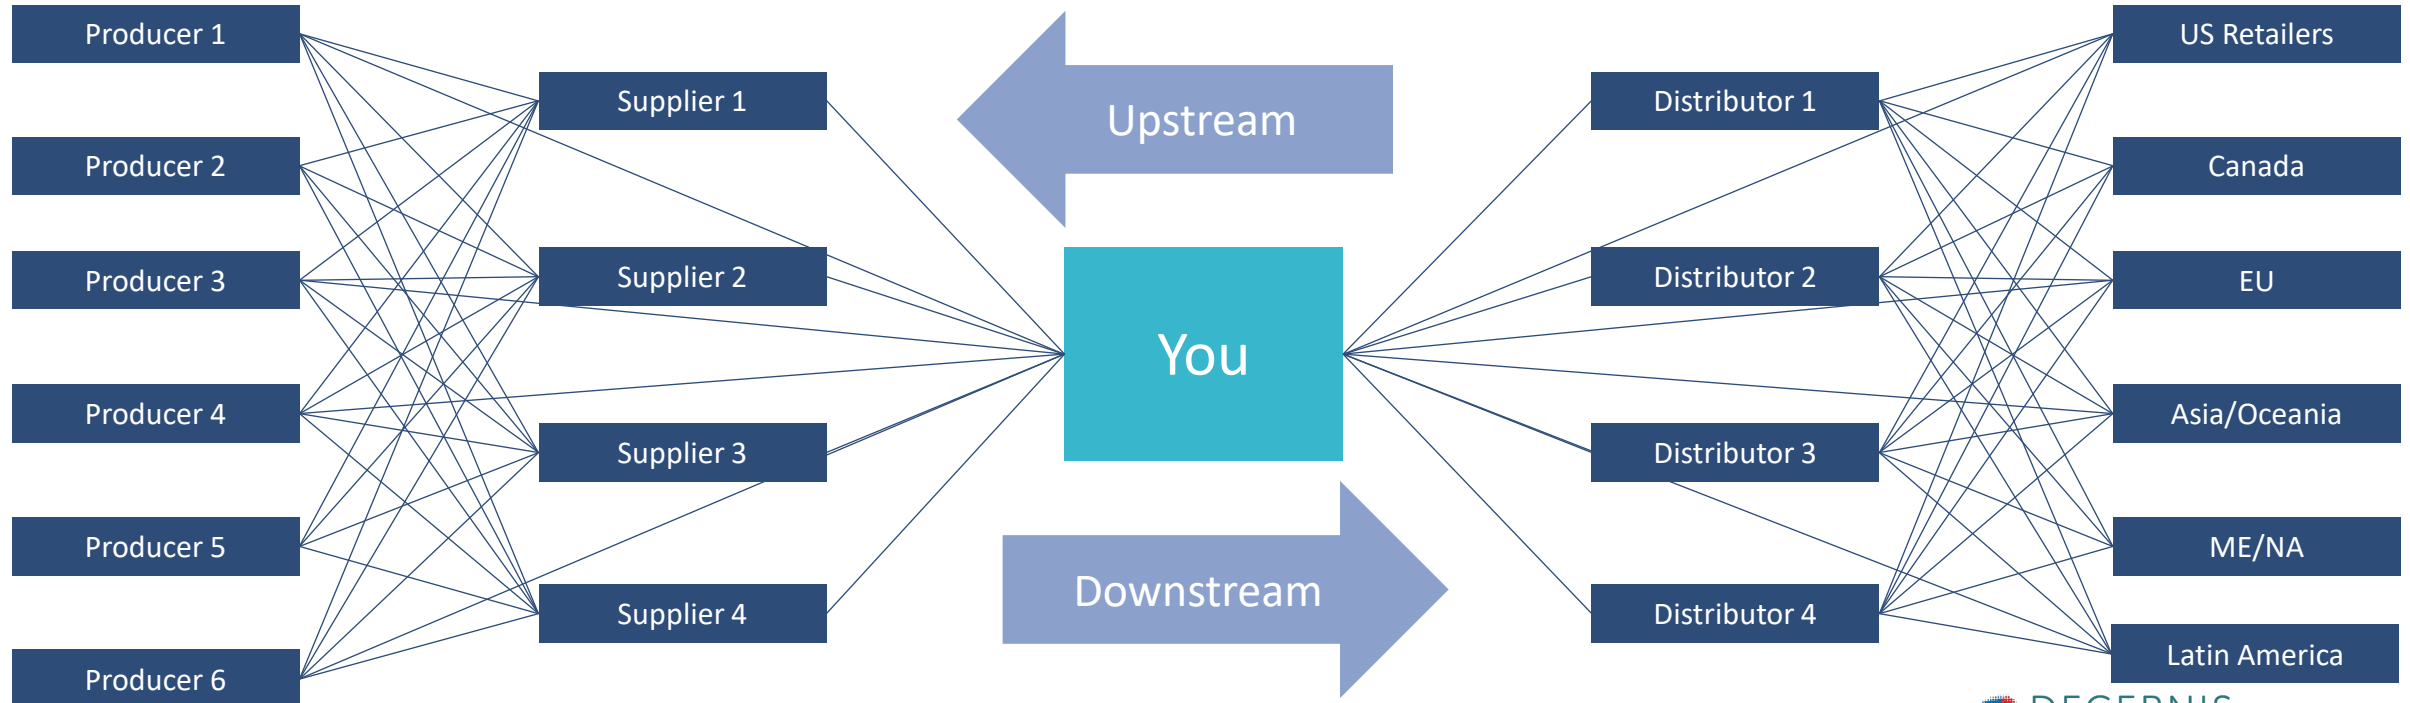 Producer 1
Producer 2
Producer 3
Producer 4
Producer 5
Producer 6
Supplier 1
Supplier 2
Supplier 3
Supplier 4
Upstream
You
Downstream
Distributor 1
Distributor 2
Distributor 3
Distributor 4
US Retailers
Canada
EU
Asia/Oceania
ME/NA
Latin America